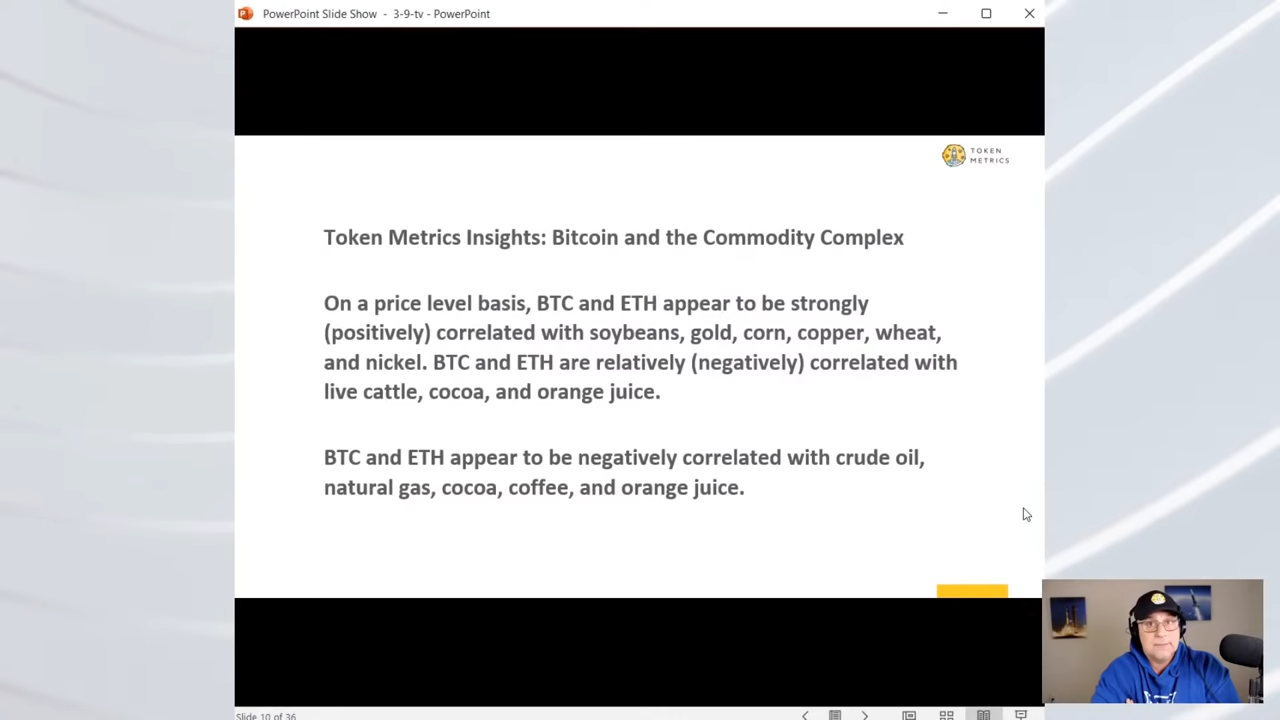 PowerPoint Slide Show - 3-9-tv - PowerPoint
TOKEN
METRICS
Token Metrics Insights: Bitcoin and the Commodity Complex
On a price level basis, BTC and ETH appear to be strongly
(positively) correlated with soybeans, gold, corn, copper, wheat,
and nickel. BTC and ETH are relatively (negatively) correlated with
live cattle, cocoa, and orange juice.
BTC and ETH appear to be negatively correlated with crude oil,
natural gas, cocoa, coffee, and orange juice.
Slide 10 of 36